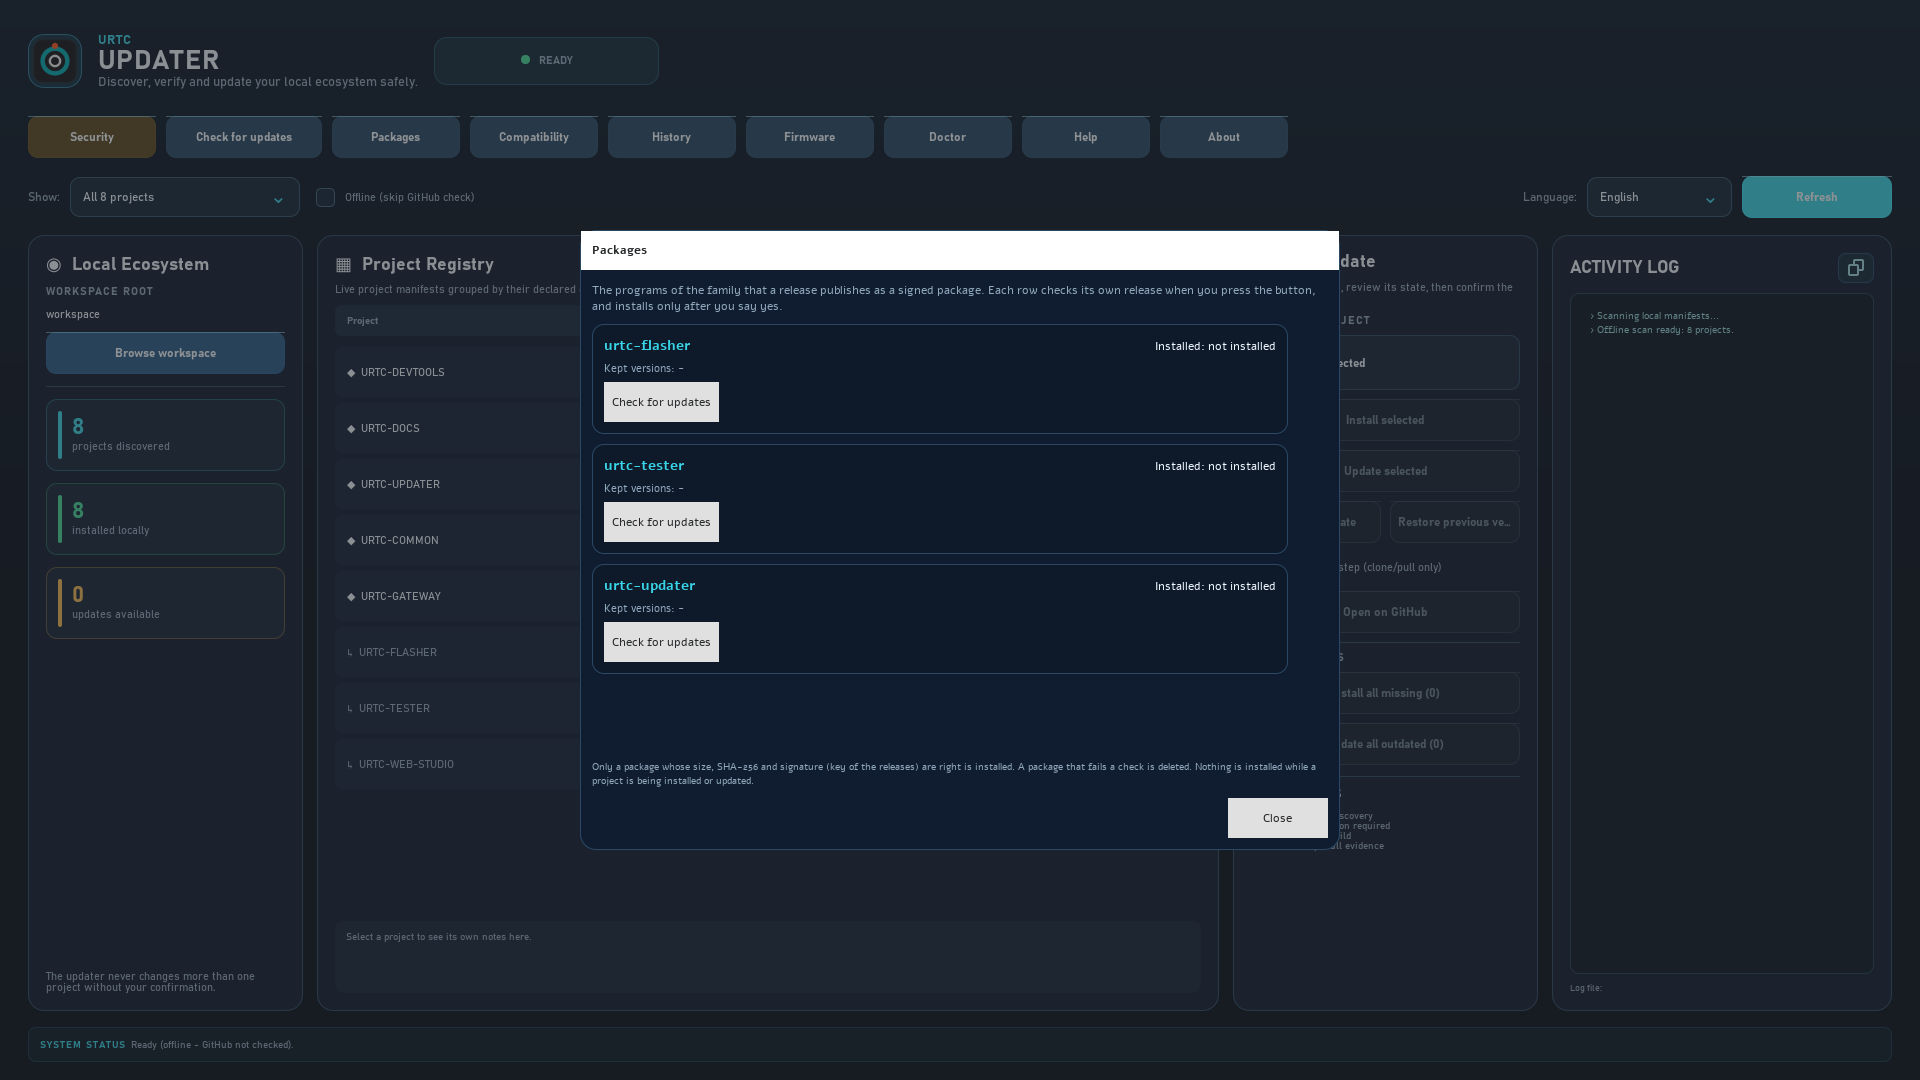 URTC
UPDATER
Discover, verify and update your local ecosystem safely.
READY
Security
Check for updates
Packages
Compatibility
History
Firmware
Doctor
Help
About
Show:
All 8 projects
Offline (skip GitHub check)
Language:
English
Refresh
Local Ecosystem
WORKSPACE ROOT
workspace
Browse workspace
8
projects discovered
8
installed locally
0
updates available
The updater never changes more than one
project without your confirmation.
Project Registry
Live project manifests grouped by their declared
Project
URTC-DEVTOOLS
URTC-DOCS
URTC-UPDATER
URTC-COMMON
URTC-GATEWAY
URTC-FLASHER
URTC-TESTER
URTC-WEB-STUDIO
Select a project to see its own notes here.
Packages
The programs of the family that a release publishes as a signed package. Each row checks its own release when you press the button,
and installs only after you say yes.
urtc-flasher
Installed: not installed
Kept versions: -
Check for updates
urtc-tester
Installed: not installed
Kept versions: -
Check for updates
urtc-updater
Installed: not installed
Kept versions: -
Check for updates
Only a package whose size, SHA-256 and signature (key of the releases) are right is installed. A package that fails a check is deleted. Nothing is installed while a
project is being installed or updated.
Close
, review its state, then confirm the
Install selected
Update selected
Restore previous ve...
step (clone/pull only)
Open on GitHub
all missing (0)
all outdated (0)
required
evidence
ACTIVITY LOG
› Scanning local manifests...
› Offline scan ready: 8 projects.
Log file:
SYSTEM STATUS Ready (offline - GitHub not checked).